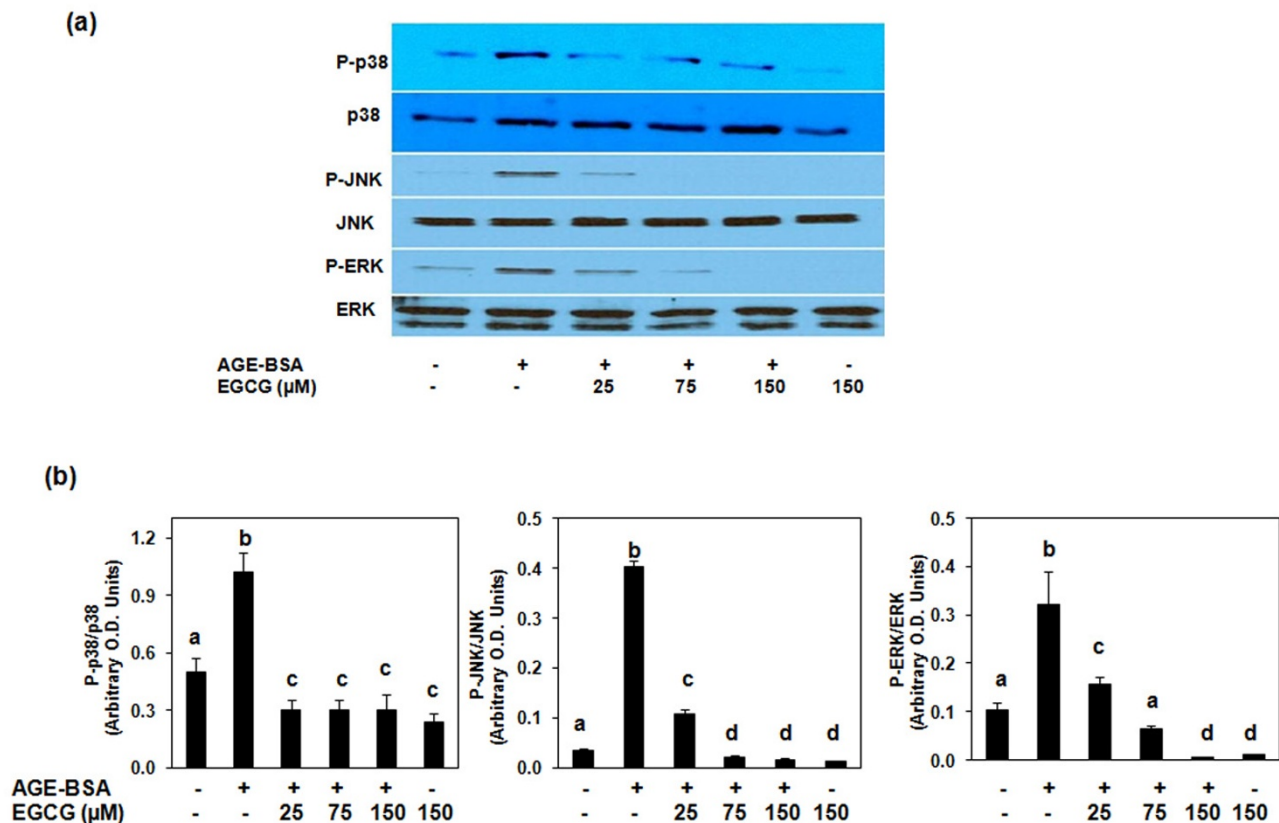 (a)
P-p38
p38
P-JNK
JNK
P-ERK
ERK
AGE-BSA - + + + + -
EGCG (µM) - - 25 75 150 150
(b)
P-p38/p38
(Arbitrary O.D. Units)
1.2
0.9
0.6
0.3
0.0
a b c c c c
P-JNK/JNK
(Arbitrary O.D. Units)
0.5
0.4
0.3
0.2
0.1
0.0
a b c d d d
P-ERK/ERK
(Arbitrary O.D. Units)
0.5
0.4
0.3
0.2
0.1
0.0
a b c a d d
AGE-BSA - + + + + - - + + + + - - + + + + -
EGCG (µM) - - 25 75 150 150 - - 25 75 150 150 - - 25 75 150 150